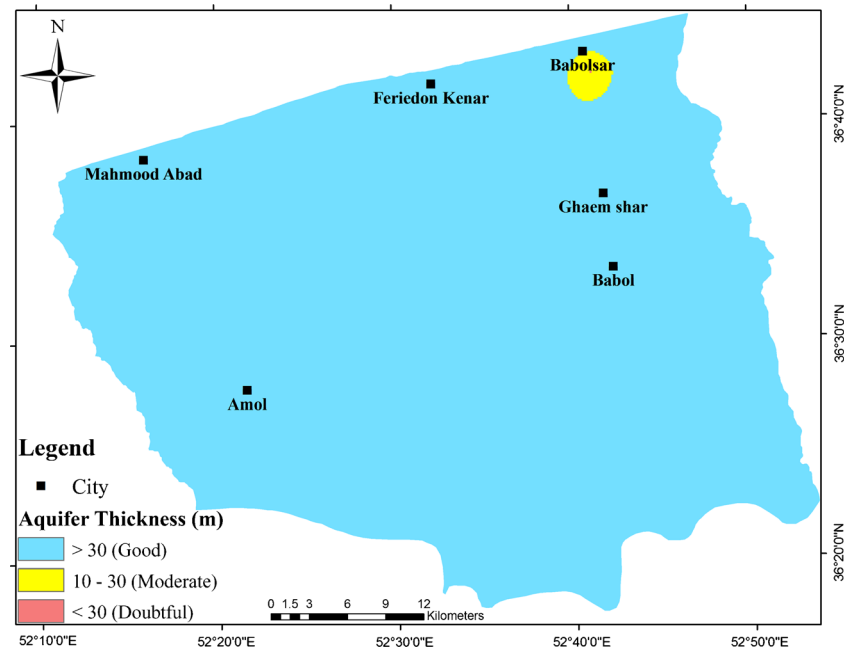 N
Babolsar
Feriedon Kenar
Mahmood Abad
Ghaem shar
Babol
Amol
36°40'0"N
36°30'0"N
36°20'0"N
Legend
City
Aquifer Thickness (m)
> 30 (Good)
10 - 30 (Moderate)
< 30 (Doubtful)
0 1.5 3 6 9 12
Kilometers
52°10'0"E 52°20'0"E 52°30'0"E 52°40'0"E 52°50'0"E